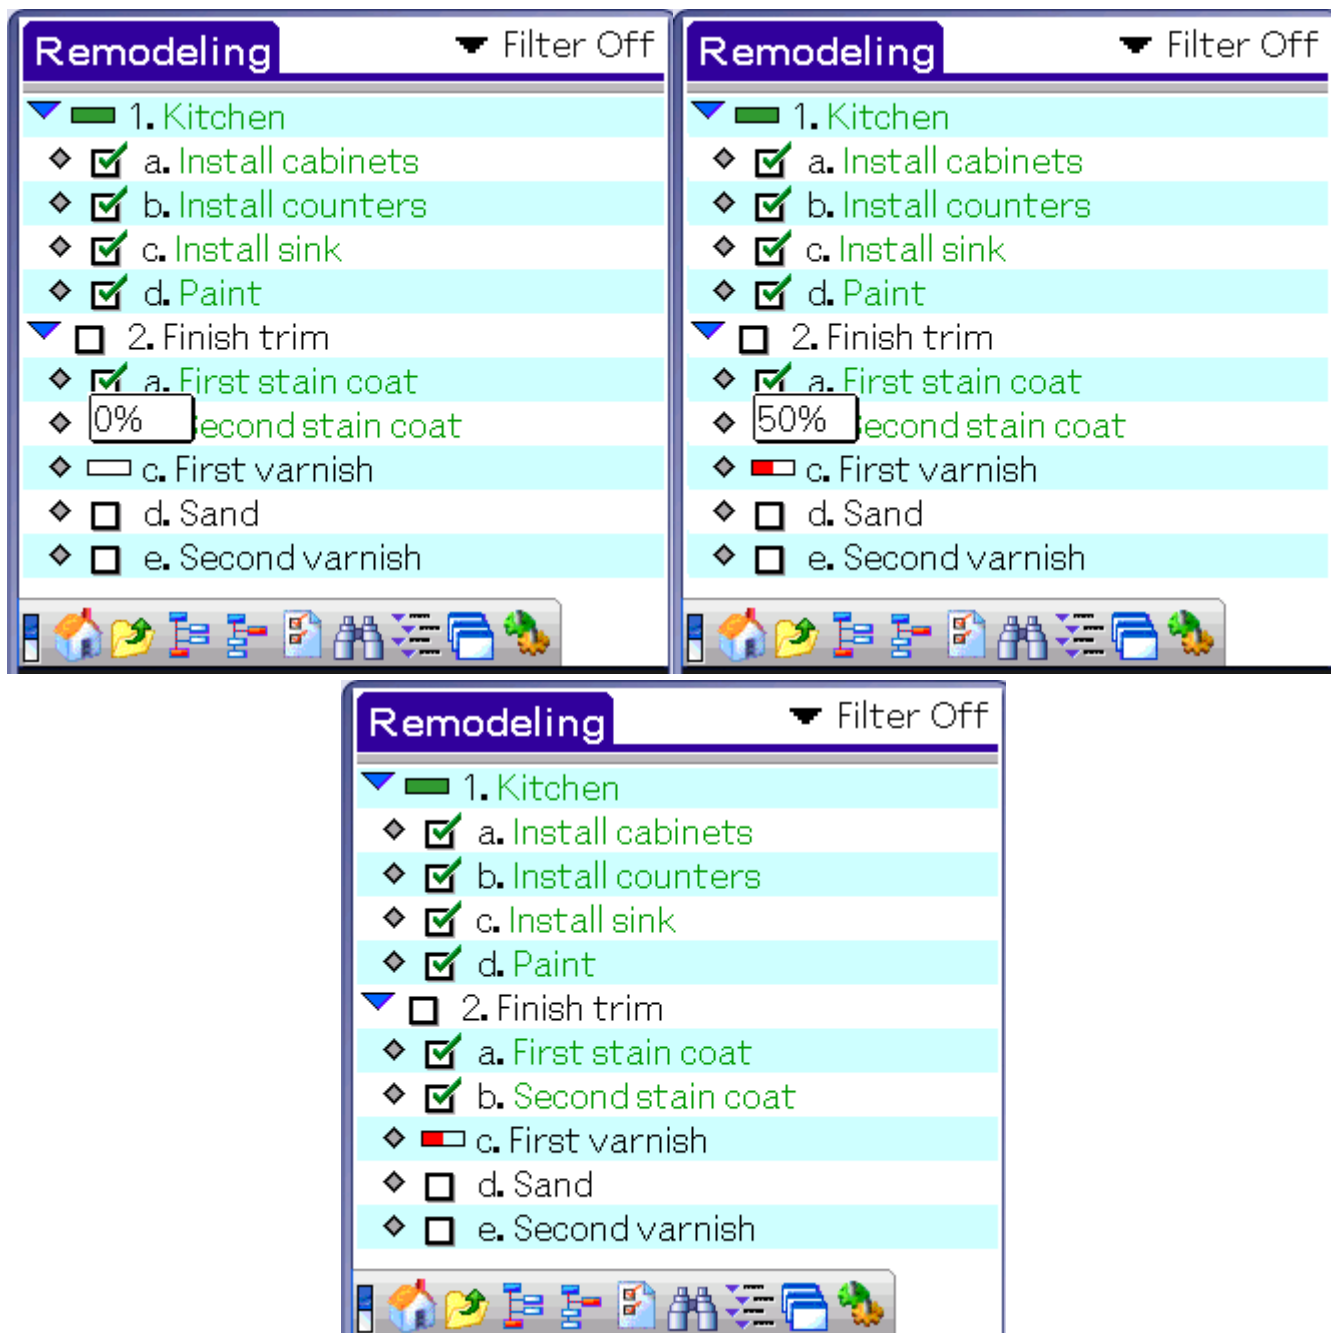 Remodeling Filter Off
1. Kitchen
a. Install cabinets
b. Install counters
c. Install sink
d. Paint
2. Finish trim
a. First stain coat
0% econd stain coat
c. First varnish
d. Sand
e. Second varnish
Remodeling Filter Off
1. Kitchen
a. Install cabinets
b. Install counters
c. Install sink
d. Paint
2. Finish trim
a. First stain coat
50% econd stain coat
c. First varnish
d. Sand
e. Second varnish
Remodeling Filter Off
1. Kitchen
a. Install cabinets
b. Install counters
c. Install sink
d. Paint
2. Finish trim
a. First stain coat
b. Second stain coat
c. First varnish
d. Sand
e. Second varnish